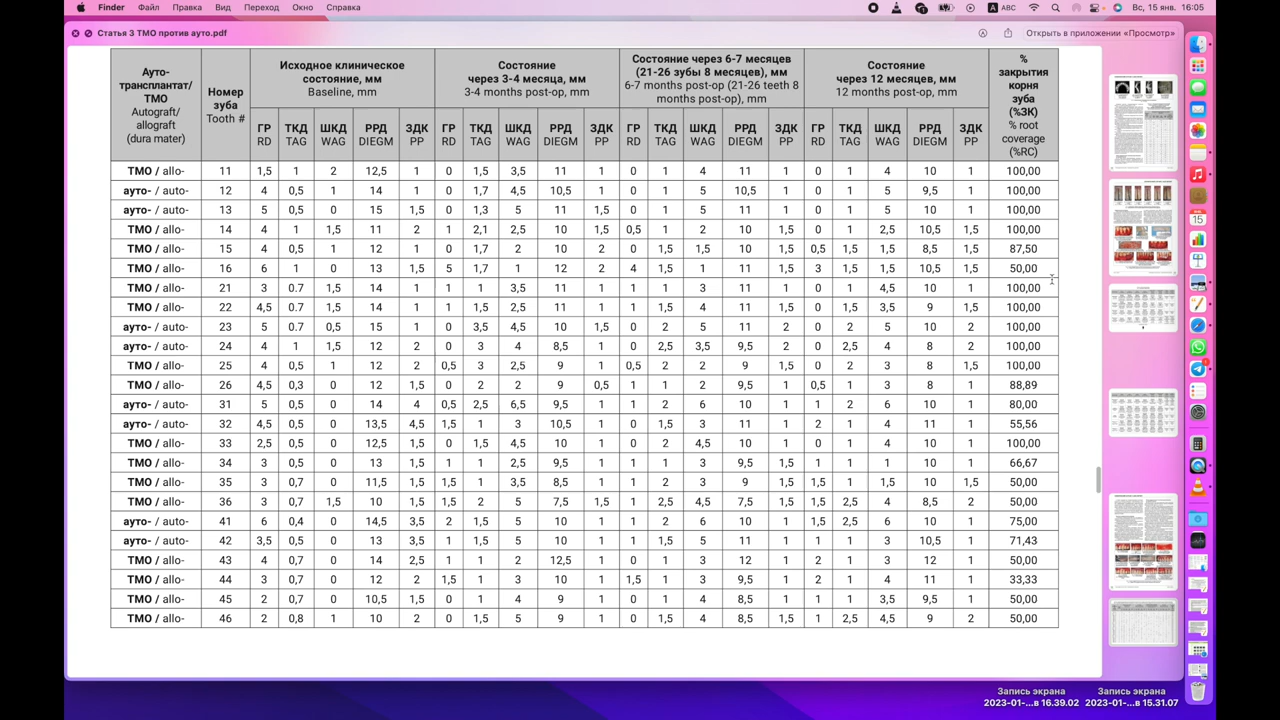 Finder Файл Правка Вид Переход Окно Справка ABC Вс, 15 янв. 16:05
Статья 3 ТМО против ауто.pdf Открыть в приложении «Просмотр»
Ауто-трансплантат/ТМО Autograft/allograft (dura mater) Номер зуба Tooth # Исходное клиническое состояние, мм Baseline, mm Состояние через 3-4 месяца, мм 3-4 months post-op, mm Состояние через 6-7 месяцев (21-26 зубы 8 месяцев), мм 6-7 months post-op (21-26 teeth 8 months post-op), mm Состояние через 12 месяцев, мм 12 months post-op, mm % закрытия корня зуба (%ЗК) % root coverage (%RC)
ГР RD ТКД TAG ШКД WAG РРД DIEGM ЗДК PP ГР RD ТКД TAG ШКД WAG РРД DIEGM ЗДК PP ГР RD ТКД TAG ШКД WAG РРД DIEGM ЗДК PP ГР RD ТКД TAG ШКД WAG РРД DIEGM ЗДК PP
ТМО / allo- 11 1,5 1 2 12,5 1 0 1,5 3,5 11 1 0 1 4 11 1 0 1 4 10 1 100,00
ауто- / auto- 12 4 0,5 1 14 1 0 1,7 4,5 10,5 1 0 1 5 10,5 1 0 1 5 9,5 1 100,00
ауто- / auto- 13 5 0,5 0 15 1,5 0 1,3 5 11 1,5 0 1 5 11 1 0 1 5 10 1 100,00
ТМО / allo- 14 4 1 1,5 11 2 0 2,1 2,5 10 1,5 0,5 1 2 10 1,5 0 1 2,5 10,5 1,5 100,00
ТМО / allo- 15 4 0,5 1 12 1 0 1,7 2 10 2 0 1,5 1,5 10 1,5 0,5 1,5 1,5 8,5 1,5 87,50
ТМО / allo- 16 6 1 0 13 1,5 5 1,7 1 12 2 4 1,5 1 11 1,5 3 1,5 1,5 10,5 1,5 50,00
ТМО / allo- 21 3 0.7 1,5 14 1 0 1 3,5 11 1 0 1 3 11 1 0 1 4,5 10 1 100,00
ТМО / allo- 22 4,5 0.7 1,5 14 1 0 1,5 2,5 11 1 0 1,5 4 11 1 0 1,5 3,5 9 1,5 100,00
ауто- / auto- 23 5 0.7 0,5 15 1 0 3,5 4,5 10 1,5 0 2 5 11 2 0 2 5 10 2 100,00
ауто- / auto- 24 4 1 1,5 12 2 0 3 4 8,5 1 0 2,5 3,5 9,5 2 0 2,5 4 8 2 100,00
ТМО / allo- 25 4 0,5 1 12 2 0,5 3 2,5 9 1 0,5 2 2 9 1,5 0 2 3 8 1,5 100,00
ТМО / allo- 26 4,5 0,3 0 12 1,5 0 2 2 9 0,5 1 1 2 9,5 1 0,5 1 3 8 1 88,89
ауто- / auto- 31 5 0,5 0 14 4 0,5 2,5 6,5 9,5 1 1 2 6 10 1 1 2 6 10 1 80,00
ауто- / auto- 32 4,5 0,5 0 13,5 4,5 1,5 1 3 10,5 1 1 1,5 3 11 1 2 1 4 11 1 55,56
ТМО / allo- 33 2,5 0,5 0 12,5 1,5 0 1,5 4,5 10 1 0 2 4,5 10 1 0 1 4 10 1 100,00
ТМО / allo- 34 3 0,5 0 13 1,5 1 1 2,5 9,5 1 1 1 3 9,5 1,5 1 1 1 10 1 66,67
ТМО / allo- 35 3 0,7 0 11,5 1,5 1,5 1 3,5 8,5 1 1 2 3 9 1,5 1,5 1 1,5 10 1,5 50,00
ТМО / allo- 36 3 0,7 1,5 10 1,5 1,5 2 5 7,5 1,5 1 2,5 4,5 7,5 1,5 1,5 2,5 4 8,5 2 50,00
ауто- / auto- 41 6 0,4 0 14,5 3,5 2 1,5 5 10 1 1 2 6 10 1 1,5 2,5 6 10 1 75,00
ауто- / auto- 42 3,5 0,5 0 13 3,5 1 1,5 5 10 1 1 1,5 5 11 1 1 1 3 10,5 1 71,43
ТМО / allo- 43 4 0,7 0 14 2,5 1 1 2 12,5 1 1 1 3 12 1 2 1 3 12 1 50,00
ТМО / allo- 44 3 0,7 0 12 2 1,5 1 3 10 1 1,5 1 3 9,5 1 2 1 4 11 1 33,33
ТМО / allo- 45 2 0,7 0 10,5 1,5 0 1 4 9 1 0 1 4 8,5 1 1 1 3,5 9,5 1 50,00
ТМО / allo- 46 2 0,8 1 10 2 0 1,5 5 9 1 0 1,5 4 8,5 1,5 1 2,5 4,5 9 2 50,00
Запись экрана Запись экрана
2023-01-...в 16.39.02 2023-01-...в 15.31.07